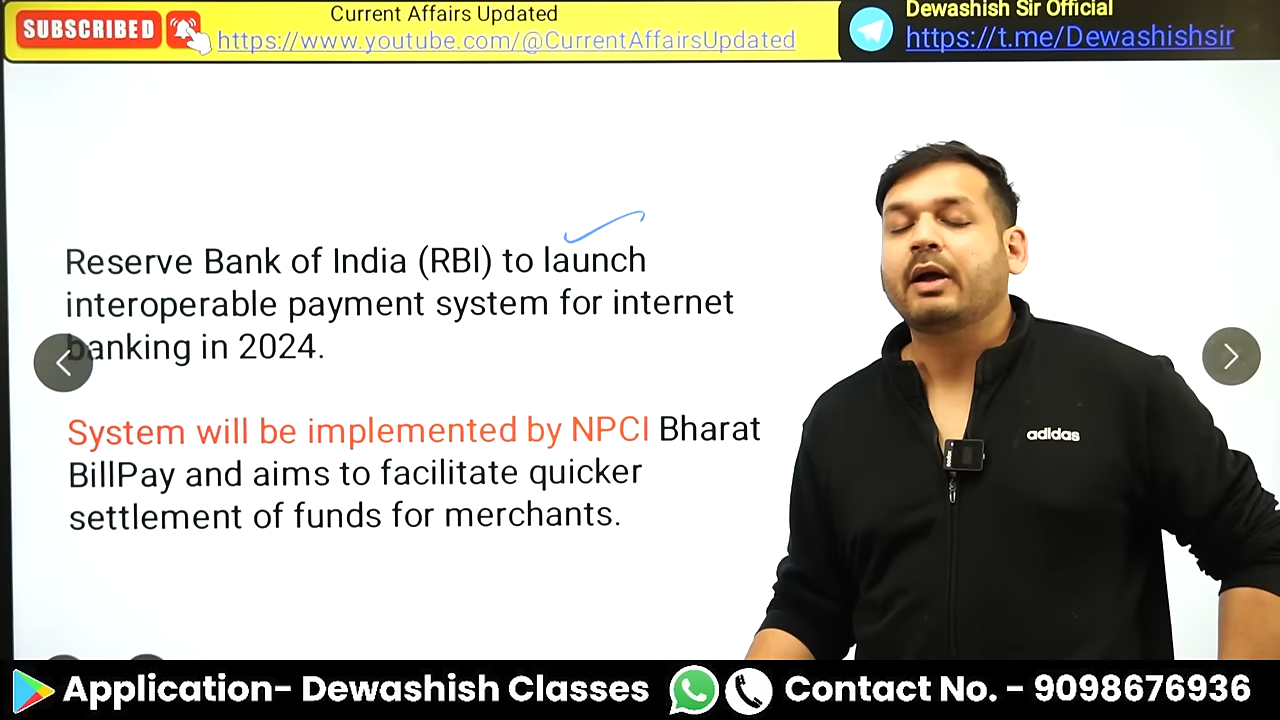 SUBSCRIBED
Current Affairs Updated
https://www.youtube.com/@CurrentAffairsUpdated
Dewashish Sir Official
https://t.me/Dewashishsir
Reserve Bank of India (RBI) to launch
interoperable payment system for internet
banking in 2024.
System will be implemented by NPCI Bharat
BillPay and aims to facilitate quicker
settlement of funds for merchants.
adidas
Application- Dewashish Classes
Contact No. - 9098676936